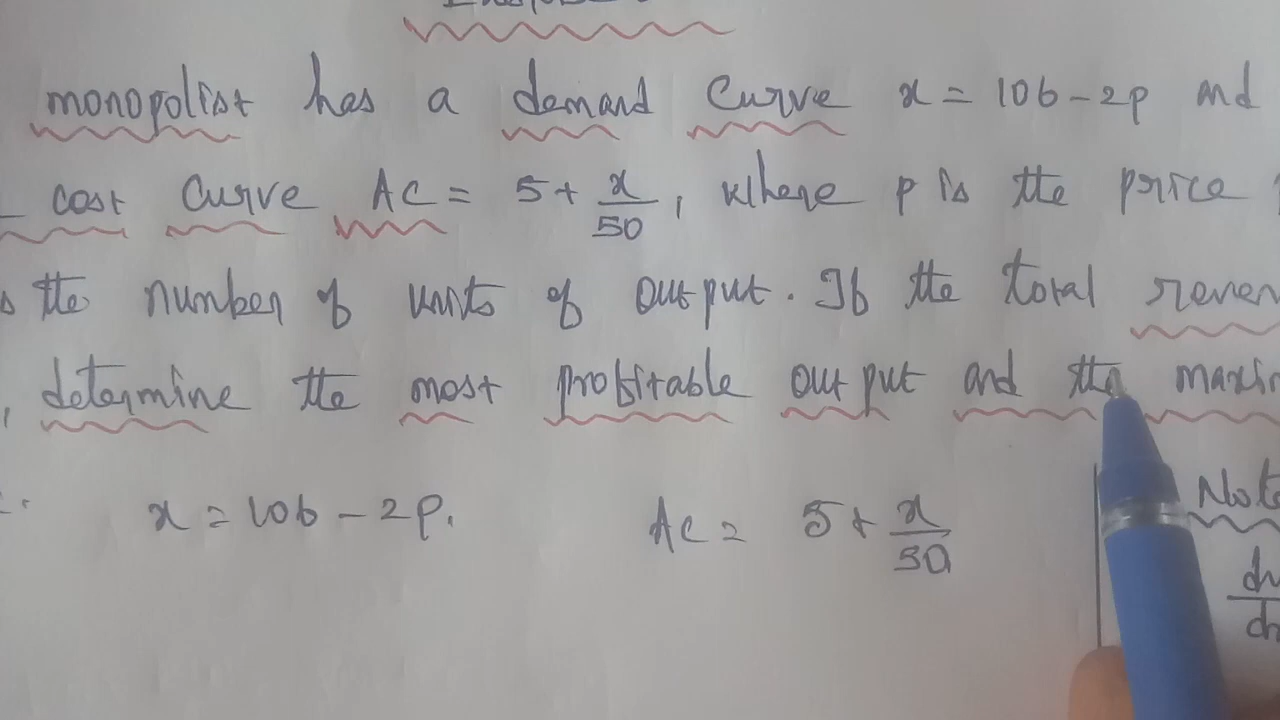 monopolist has a demand curve x = 106 - 2p and
cost curve AC = 5 + x/50, where p is the price
the number of units of output. If the total reven
determine the most profitable output and the maxim
x = 106 - 2p. AC = 5 + x/50
Note